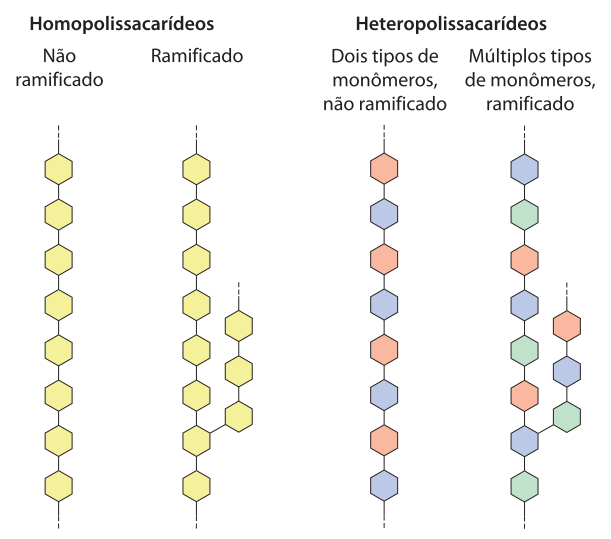 Homopolissacarídeos
Não
ramificado
Ramificado
Heteropolissacarídeos
Dois tipos de
monômeros,
não ramificado
Múltiplos tipos
de monômeros,
ramificado